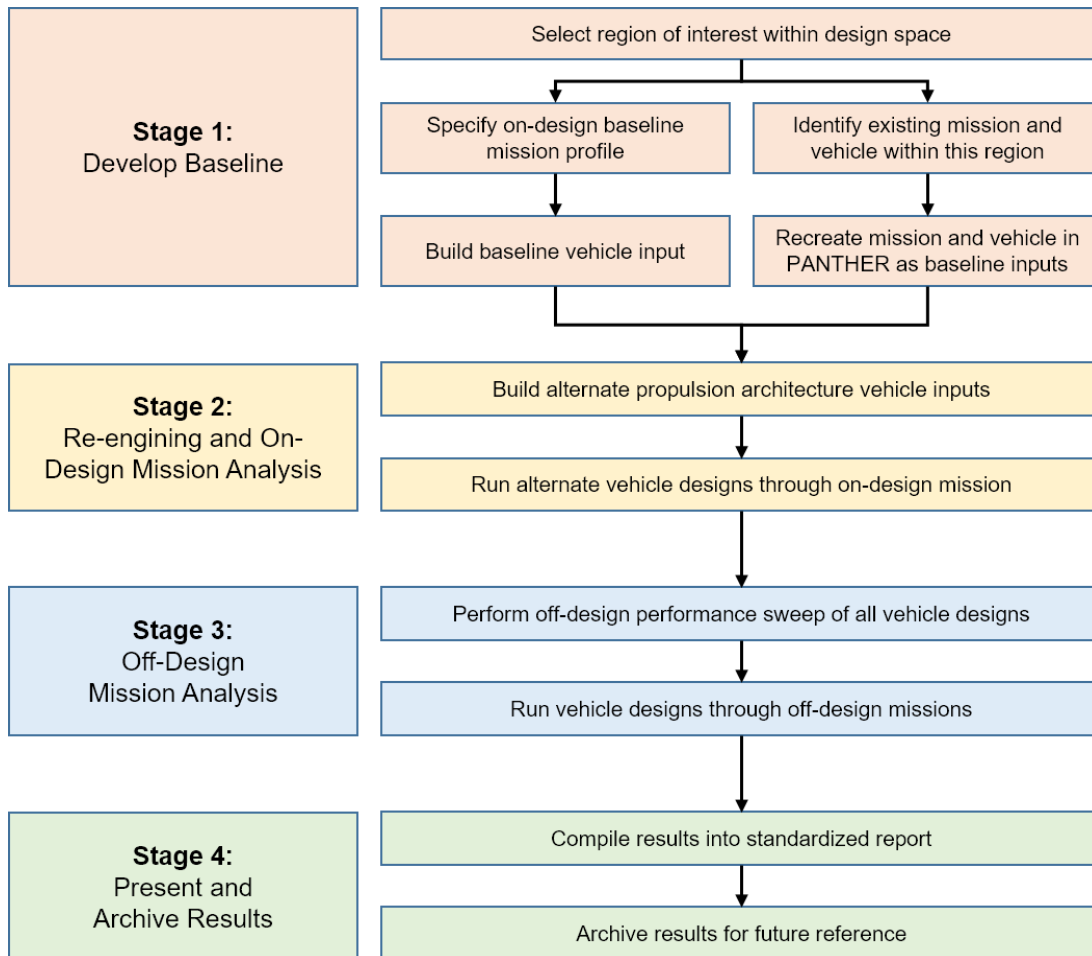 Stage 1:
Develop Baseline
Select region of interest within design space
Specify on-design baseline
mission profile
Identify existing mission and
vehicle within this region
Build baseline vehicle input
Recreate mission and vehicle in
PANTHER as baseline inputs
Stage 2:
Re-engining and On-
Design Mission Analysis
Build alternate propulsion architecture vehicle inputs
Run alternate vehicle designs through on-design mission
Stage 3:
Off-Design
Mission Analysis
Perform off-design performance sweep of all vehicle designs
Run vehicle designs through off-design missions
Stage 4:
Present and
Archive Results
Compile results into standardized report
Archive results for future reference